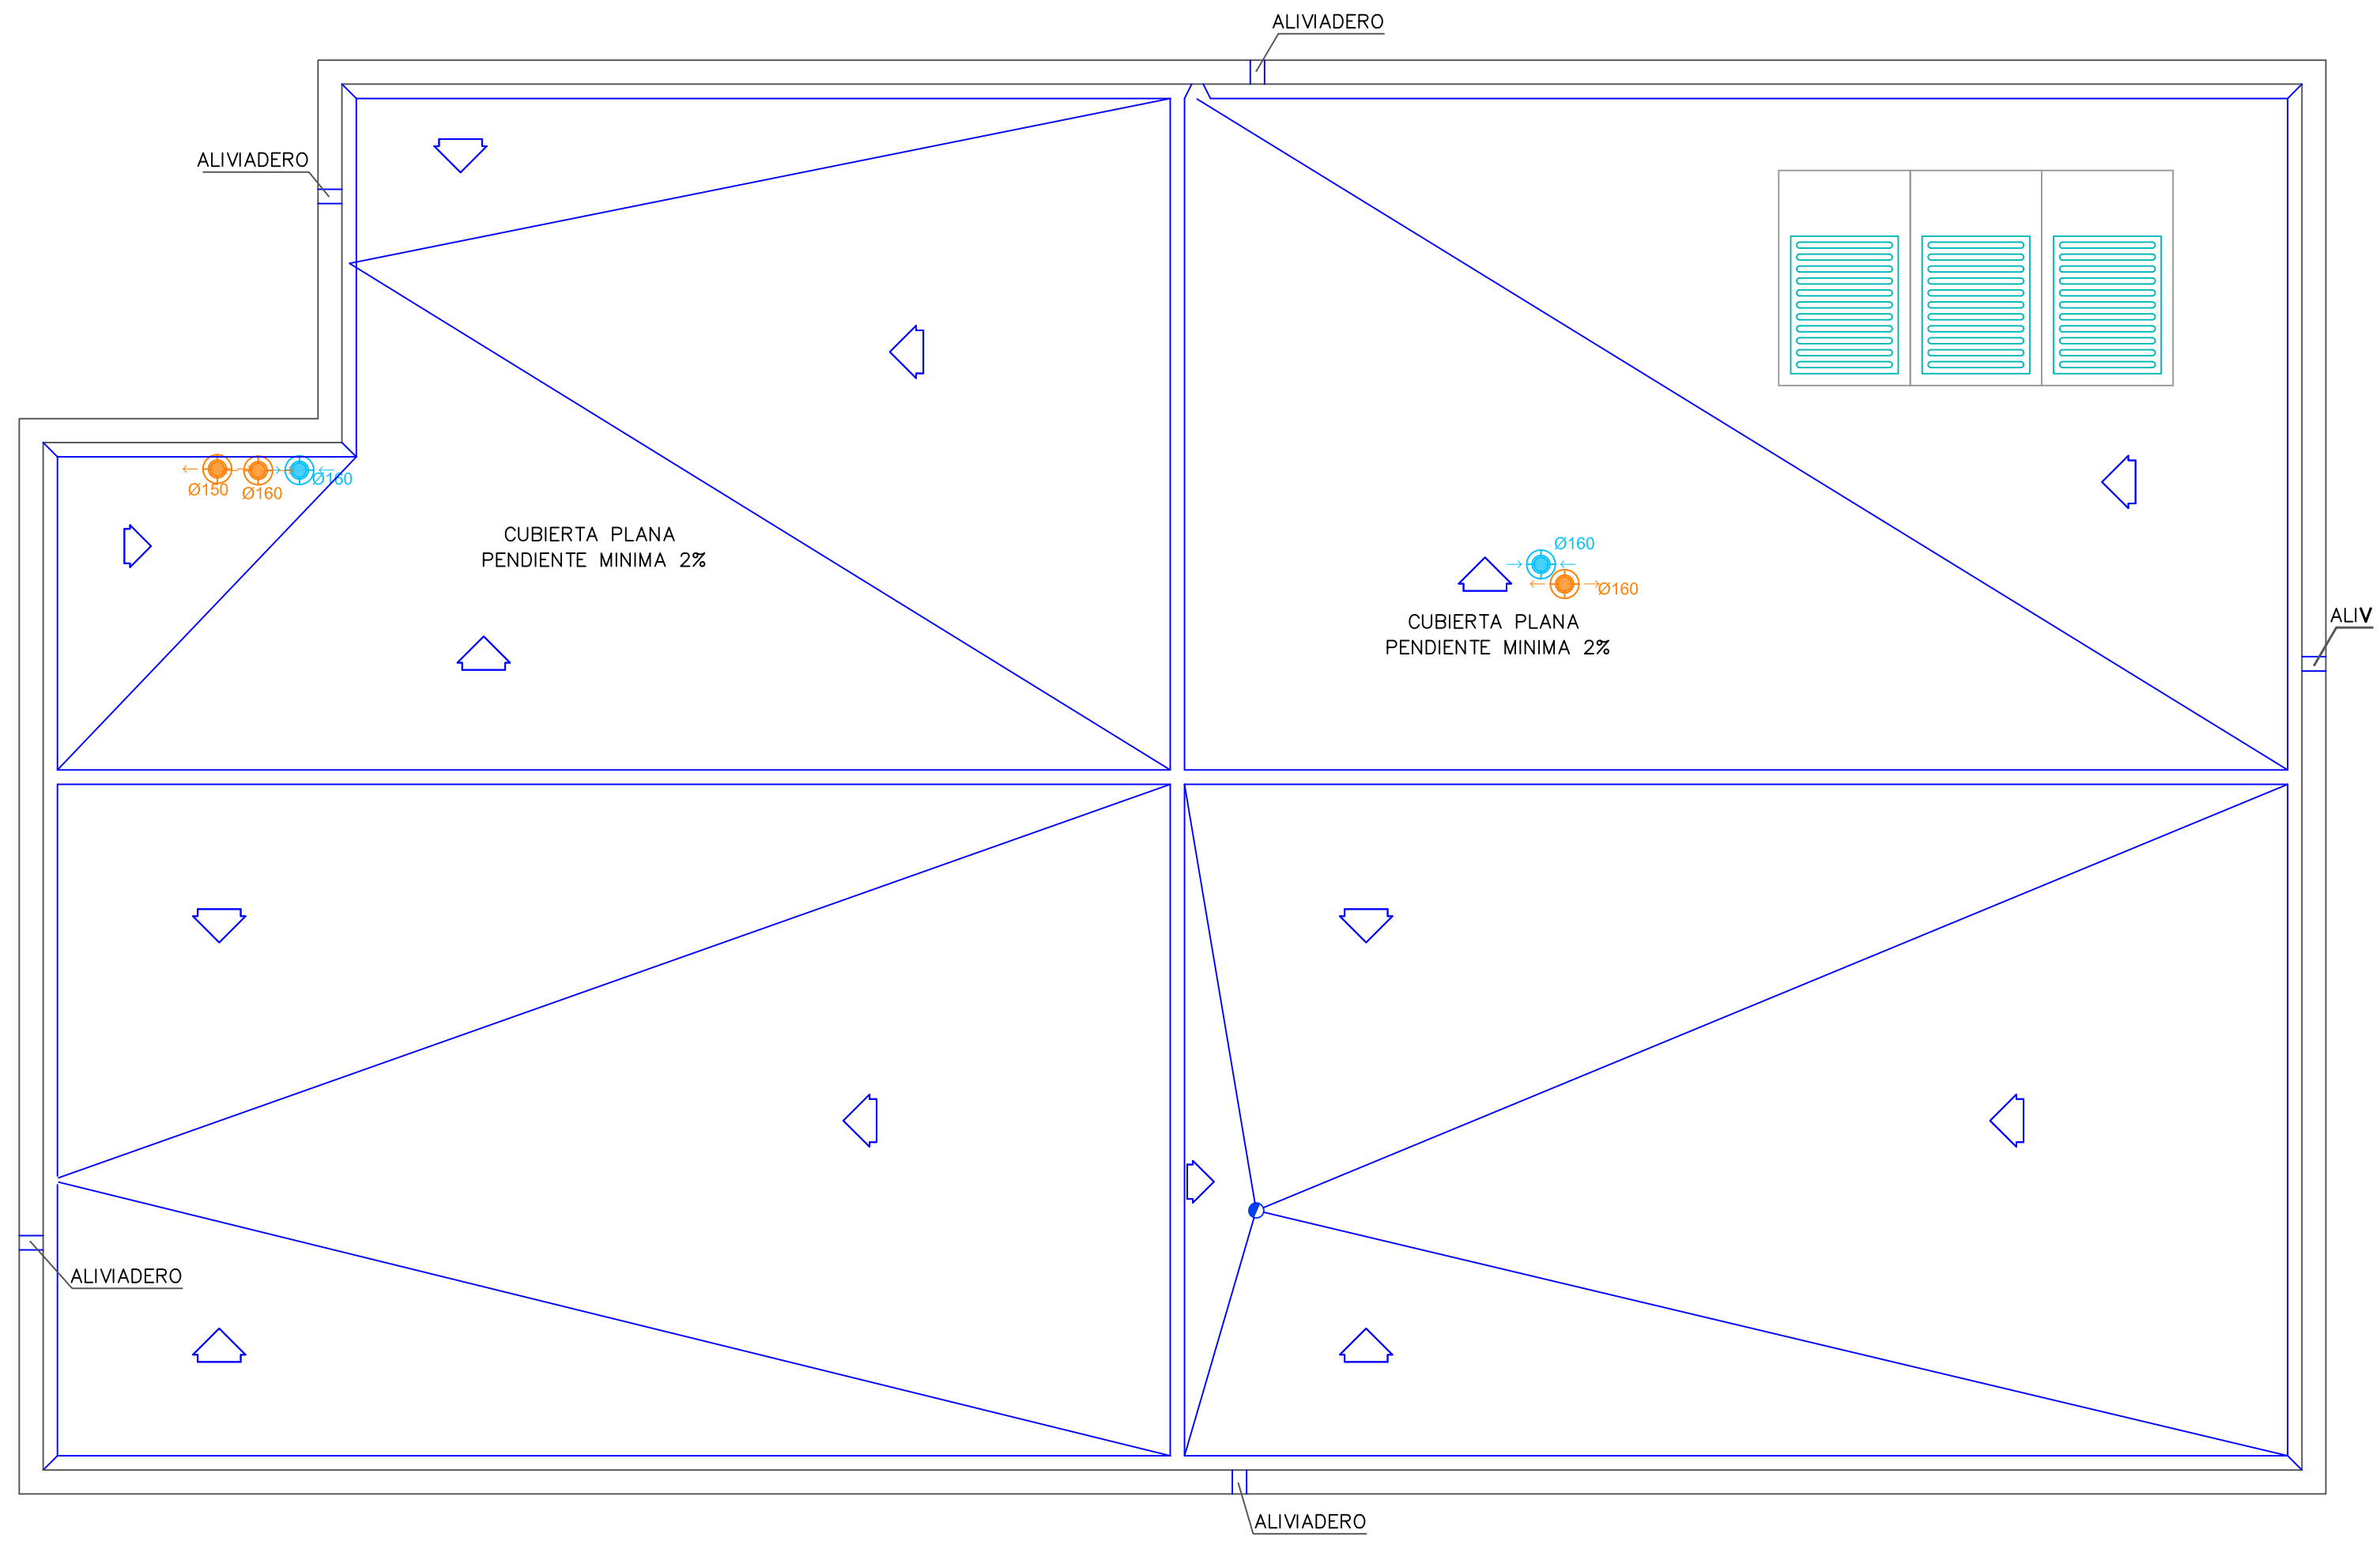 ALIVIADERO
ALIVIADERO
Ø150
Ø160
Ø160
CUBIERTA PLANA
PENDIENTE MINIMA 2%
Ø160
Ø160
CUBIERTA PLANA
PENDIENTE MINIMA 2%
ALIV
ALIVIADERO
ALIVIADERO